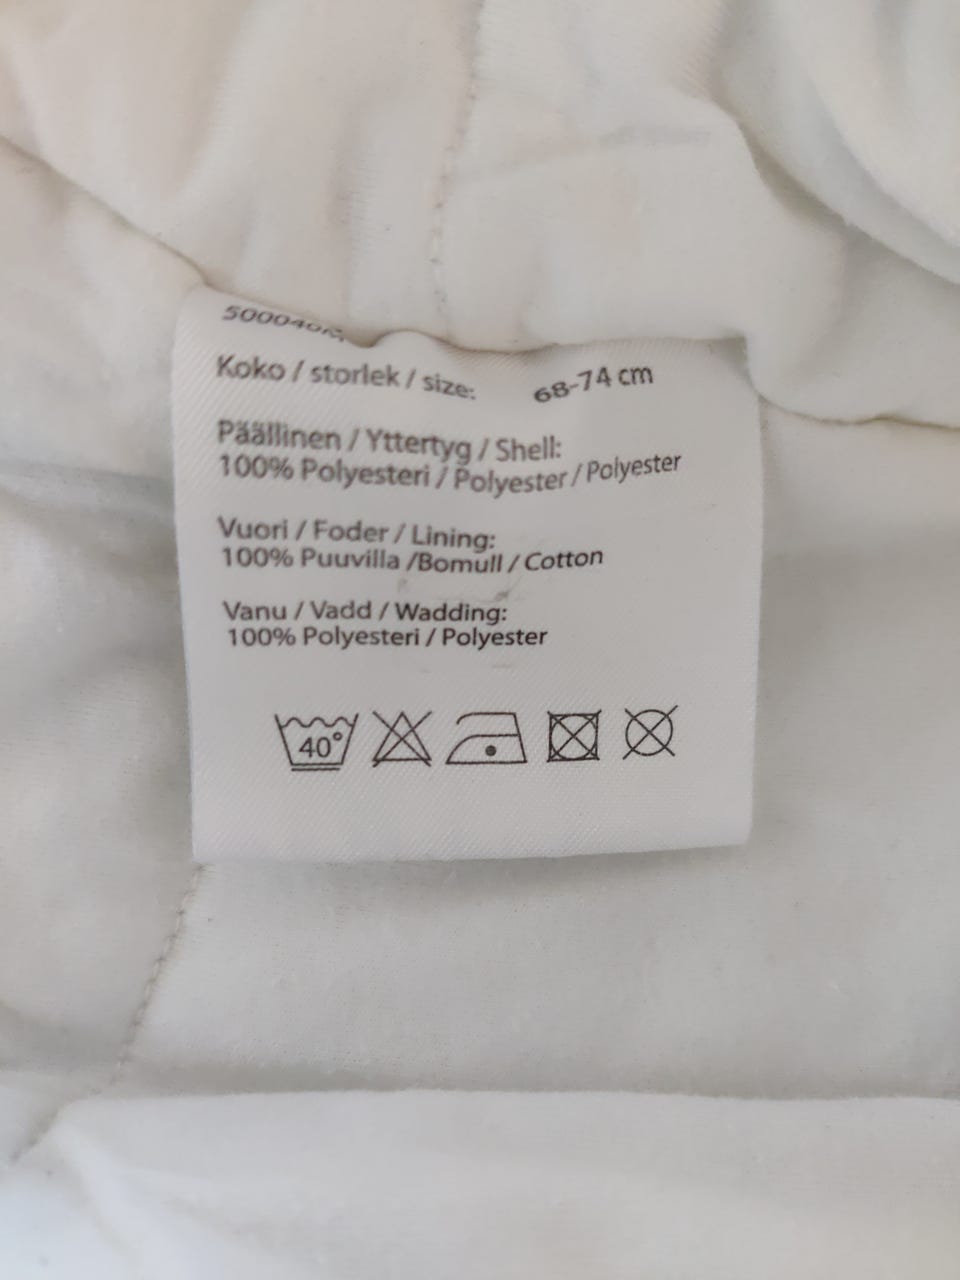 Koko / storlek / size: 68-74 cm
Päällinen / Yttertyg / Shell:
100% Polyesteri / Polyester / Polyester
Vuori / Foder / Lining:
100% Puuvilla /Bomull / Cotton
Vanu / Vadd / Wadding:
100% Polyesteri / Polyester
40°